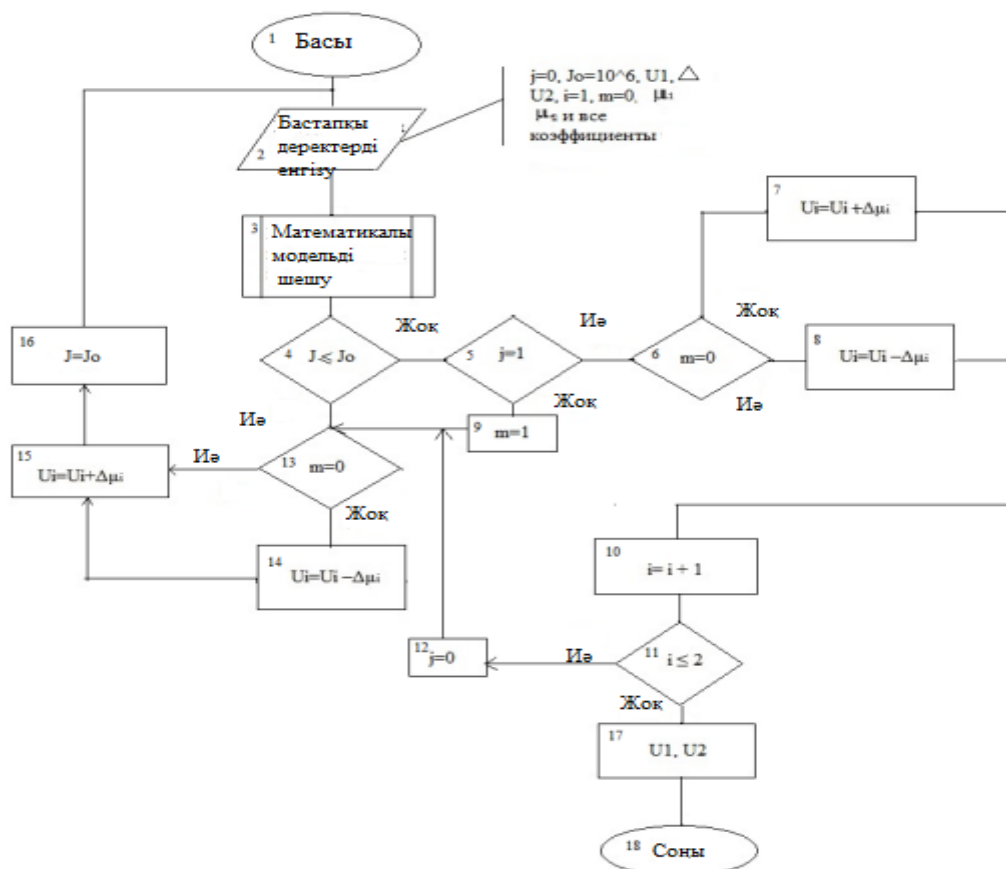 1 Басы
j=0, Jo=10^6, U1, △
U2, i=1, m=0, μ₁
и все
коэффициенты
2 Бастапқы
деректерді
енгізу
3 Математикалы
модельді
шешу
4 J ⩽ Jo
Жоқ
Иә
5 j=1
Иә
Жоқ
6 m=0
Жоқ
Иә
7 Ui=Ui +Δμi
8 Ui=Ui −Δμi
9 m=1
16 J=Jo
15 Ui=Ui+Δμi
Иә
13 m=0
Жоқ
14 Ui=Ui −Δμi
10 i= i + 1
11 i ≤ 2
Иә
Жоқ
12 j=0
17 U1, U2
18 Соңы